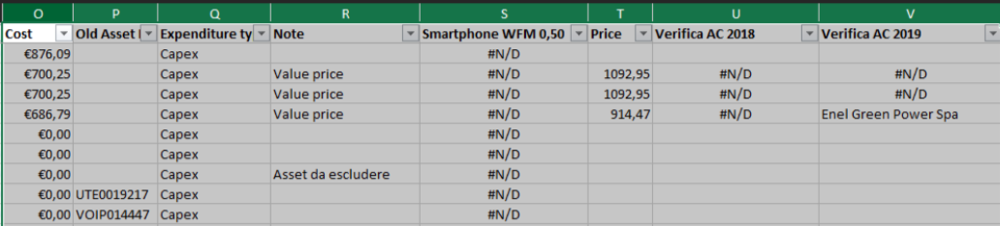 O P Q R S T U V
Cost Old Asset Expenditure ty Note Smartphone WFM 0,50 Price Verifica AC 2018 Verifica AC 2019
€876,09 Capex #N/D
€700,25 Capex Value price #N/D 1092,95 #N/D #N/D
€700,25 Capex Value price #N/D 1092,95 #N/D #N/D
€686,79 Capex Value price #N/D 914,47 #N/D Enel Green Power Spa
€0,00 Capex #N/D
€0,00 Capex #N/D
€0,00 Capex Asset da escludere #N/D
€0,00 UTE0019217 Capex #N/D
€0,00 VOIP014447 Capex #N/D